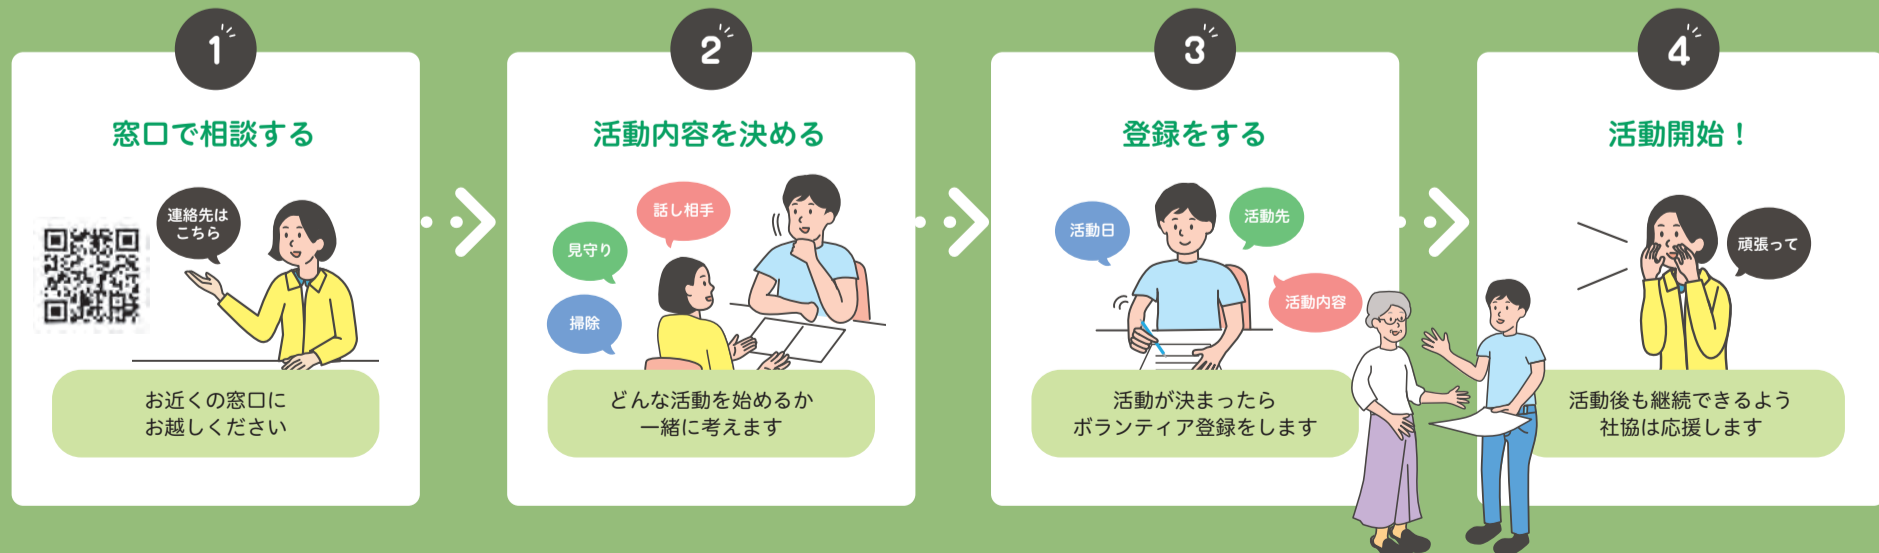 1
窓口で相談する
連絡先は
こちら
お近くの窓口に
お越しください
2
活動内容を決める
話し相手
見守り
掃除
どんな活動を始めるか
一緒に考えます
3
登録をする
活動日
活動先
活動内容
活動が決まったら
ボランティア登録をします
4
活動開始！
頑張って
活動後も継続できるよう
社協は応援します